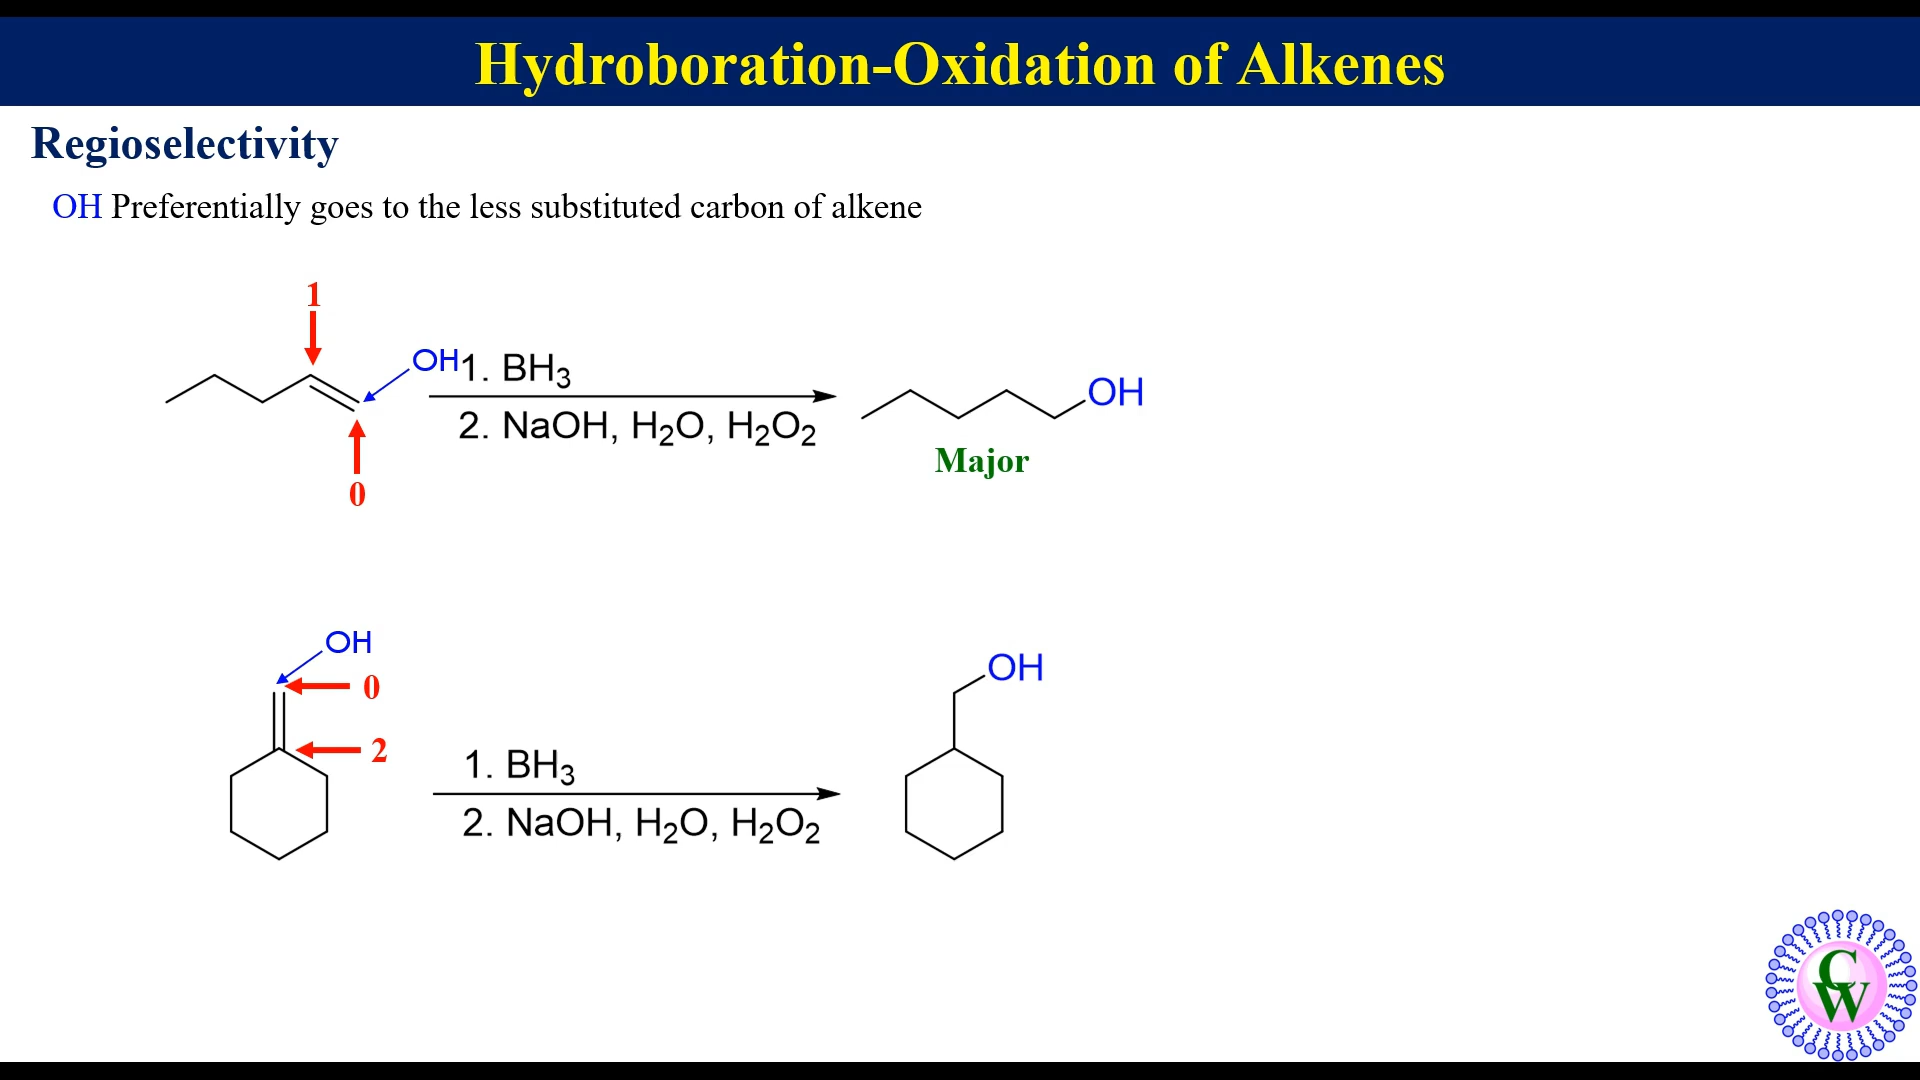 Hydroboration-Oxidation of Alkenes
Regioselectivity
OH Preferentially goes to the less substituted carbon of alkene
1
OH
1. BH₃
2. NaOH, H₂O, H₂O₂
0
OH
Major
OH
0
2
1. BH₃
2. NaOH, H₂O, H₂O₂
OH
CW